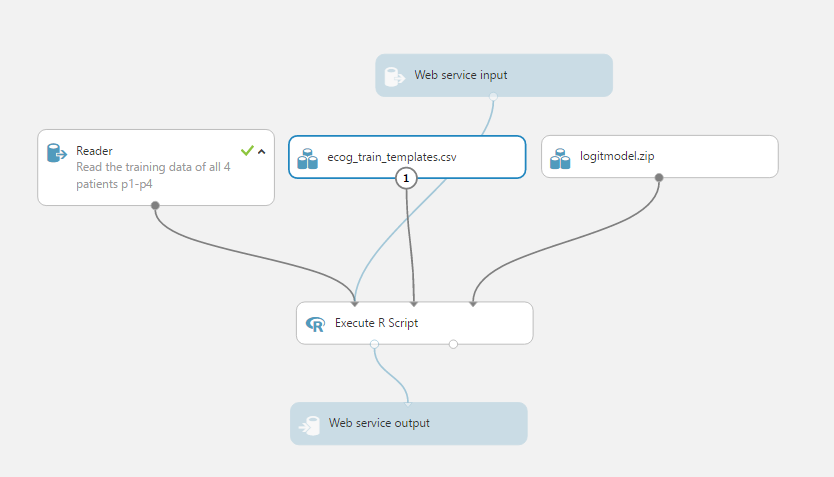 Web service input
Reader
Read the training data of all 4
patients p1-p4
ecog_train_templates.csv
logitmodel.zip
1
Execute R Script
Web service output